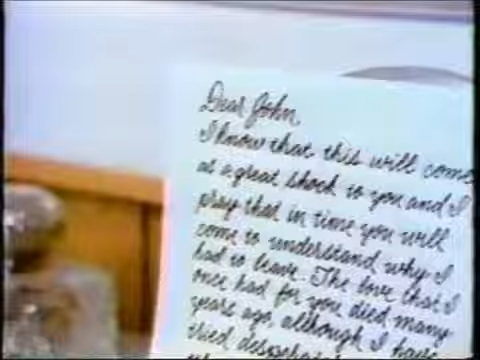 Dear John,
I know that this will come
as a great shock to you and I
pray that in time you will
come to understand why I
had to leave. The love that I
once had for you died many
years ago, although I have
tried